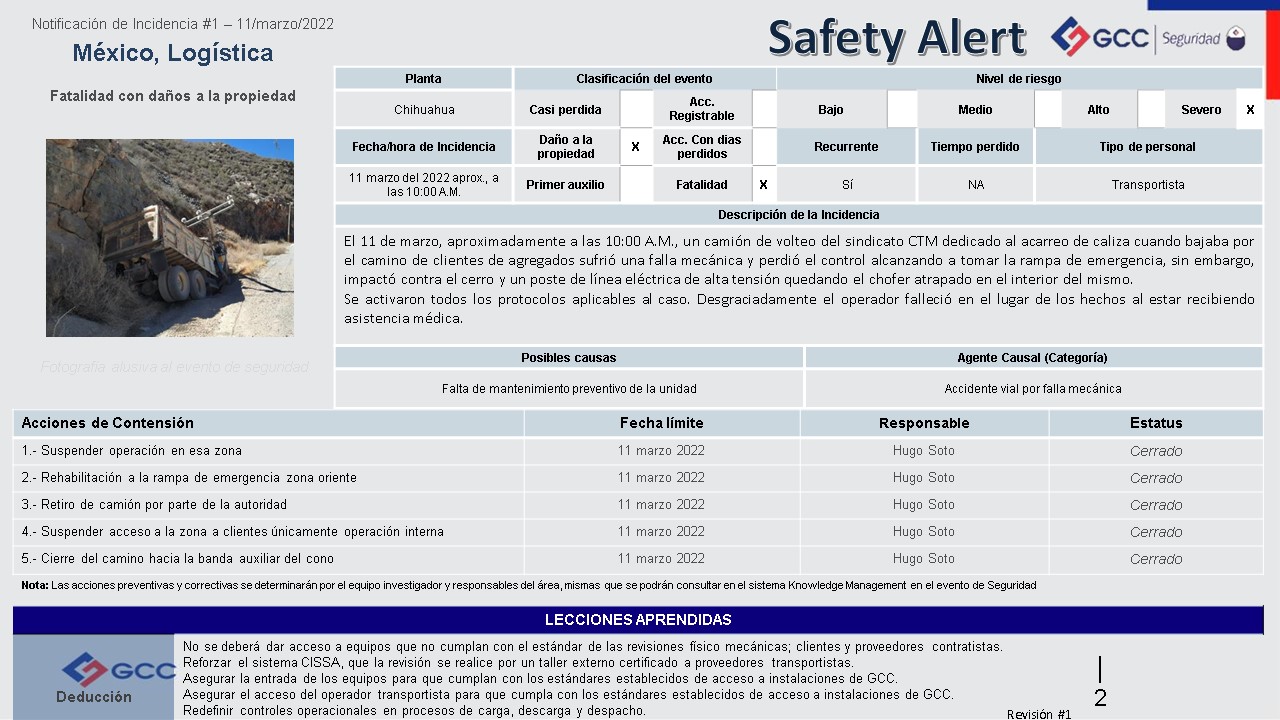 Notificación de Incidencia #1 – 11/marzo/2022
México, Logística
Safety Alert
GCC | Seguridad
Fatalidad con daños a la propiedad
Fotografía alusiva al evento de seguridad
Planta Clasificación del evento Nivel de riesgo
Chihuahua Casi perdida Acc. Registrable Bajo Medio Alto Severo X
Fecha/hora de Incidencia Daño a la propiedad X Acc. Con días perdidos Recurrente Tiempo perdido Tipo de personal
11 marzo del 2022 aprox., a las 10:00 A.M. Primer auxilio Fatalidad X Sí NA Transportista
Descripción de la Incidencia
El 11 de marzo, aproximadamente a las 10:00 A.M., un camión de volteo del sindicato CTM dedicado al acarreo de caliza cuando bajaba por
el camino de clientes de agregados sufrió una falla mecánica y perdió el control alcanzando a tomar la rampa de emergencia, sin embargo,
impactó contra el cerro y un poste de línea eléctrica de alta tensión quedando el chofer atrapado en el interior del mismo.
Se activaron todos los protocolos aplicables al caso. Desgraciadamente el operador falleció en el lugar de los hechos al estar recibiendo
asistencia médica.
Posibles causas Agente Causal (Categoría)
Falta de mantenimiento preventivo de la unidad Accidente vial por falla mecánica
Acciones de Contensión Fecha límite Responsable Estatus
1.- Suspender operación en esa zona 11 marzo 2022 Hugo Soto Cerrado
2.- Rehabilitación a la rampa de emergencia zona oriente 11 marzo 2022 Hugo Soto Cerrado
3.- Retiro de camión por parte de la autoridad 11 marzo 2022 Hugo Soto Cerrado
4.- Suspender acceso a la zona a clientes únicamente operación interna 11 marzo 2022 Hugo Soto Cerrado
5.- Cierre del camino hacia la banda auxiliar del cono 11 marzo 2022 Hugo Soto Cerrado
Nota: Las acciones preventivas y correctivas se determinarán por el equipo investigador y responsables del área, mismas que se podrán consultar en el sistema Knowledge Management en el evento de Seguridad
LECCIONES APRENDIDAS
GCC
Deducción
No se deberá dar acceso a equipos que no cumplan con el estándar de las revisiones físico mecánicas; clientes y proveedores contratistas.
Reforzar el sistema CISSA, que la revisión se realice por un taller externo certificado a proveedores transportistas.
Asegurar la entrada de los equipos para que cumplan con los estándares establecidos de acceso a instalaciones de GCC.
Asegurar el acceso del operador transportista para que cumpla con los estándares establecidos de acceso a instalaciones de GCC.
Redefinir controles operacionales en procesos de carga, descarga y despacho.
| 2
Revisión #1